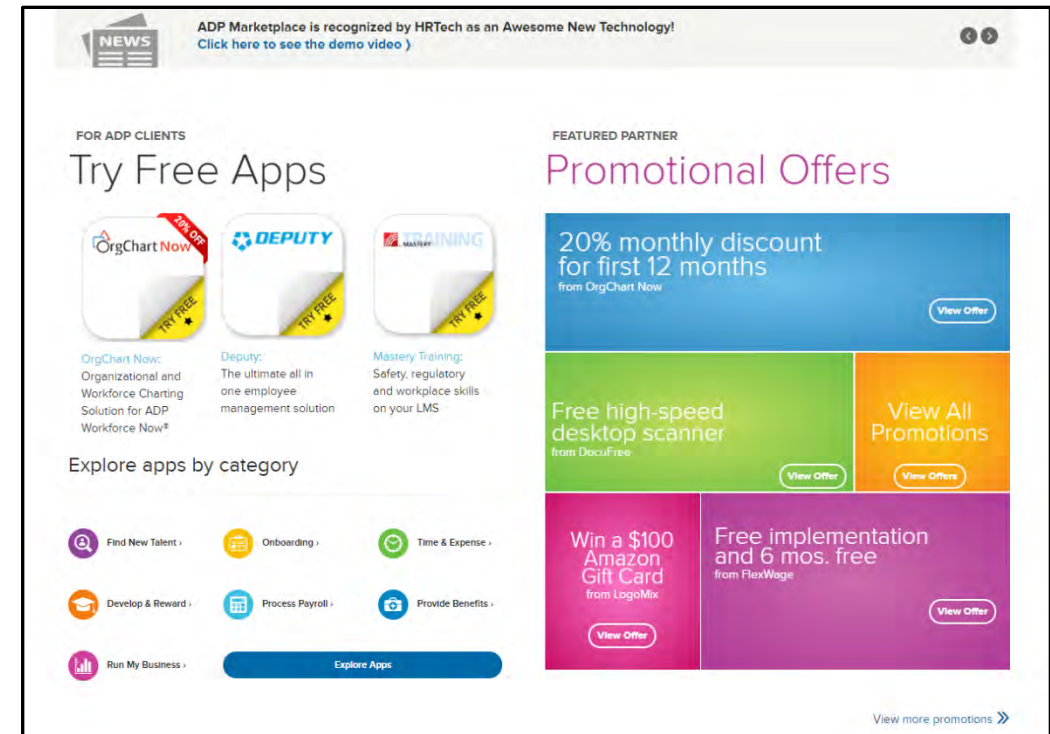 NEWS
ADP Marketplace is recognized by HRTech as an Awesome New Technology!
Click here to see the demo video ⟩
FOR ADP CLIENTS
Try Free Apps
OrgChart Now
20% OFF
TRY FREE
DEPUTY
TRY FREE
MASTERY TRAINING
TRY FREE
OrgChart Now:
Organizational and
Workforce Charting
Solution for ADP
Workforce Now®
Deputy:
The ultimate all in
one employee
management solution
Mastery Training:
Safety, regulatory
and workplace skills
on your LMS
Explore apps by category
Find New Talent ›
Onboarding ›
Time & Expense ›
Develop & Reward ›
Process Payroll ›
Provide Benefits ›
Run My Business ›
Explore Apps
FEATURED PARTNER
Promotional Offers
20% monthly discount
for first 12 months
from OrgChart Now
View Offer
Free high-speed
desktop scanner
from DocuFree
View Offer
View All
Promotions
View Offers
Win a $100
Amazon
Gift Card
from LogoMix
View Offer
Free implementation
and 6 mos. free
from FlexWage
View Offer
View more promotions »